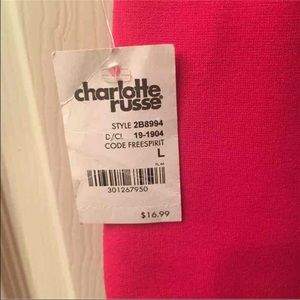 charlotte
russe
STYLE 2B8994
D/CL 19-1904
CODE FREESPIRIT
L
301267950
$16.99